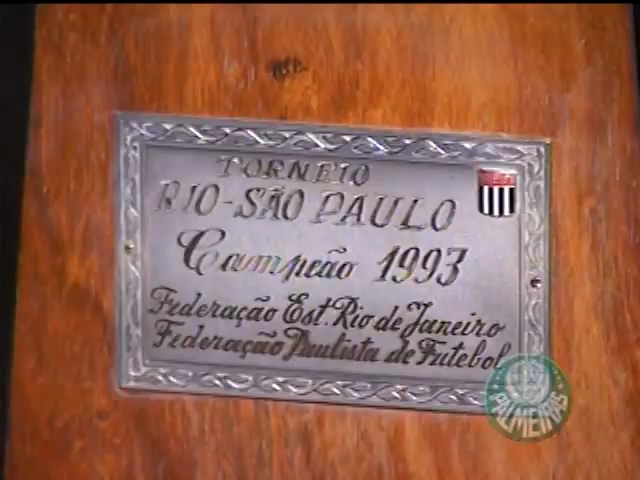 TORNEIO
RIO-SÃO PAULO
Campeão 1993
Federação Est. Rio de Janeiro
Federação Paulista de Futebol
PALMEIRAS